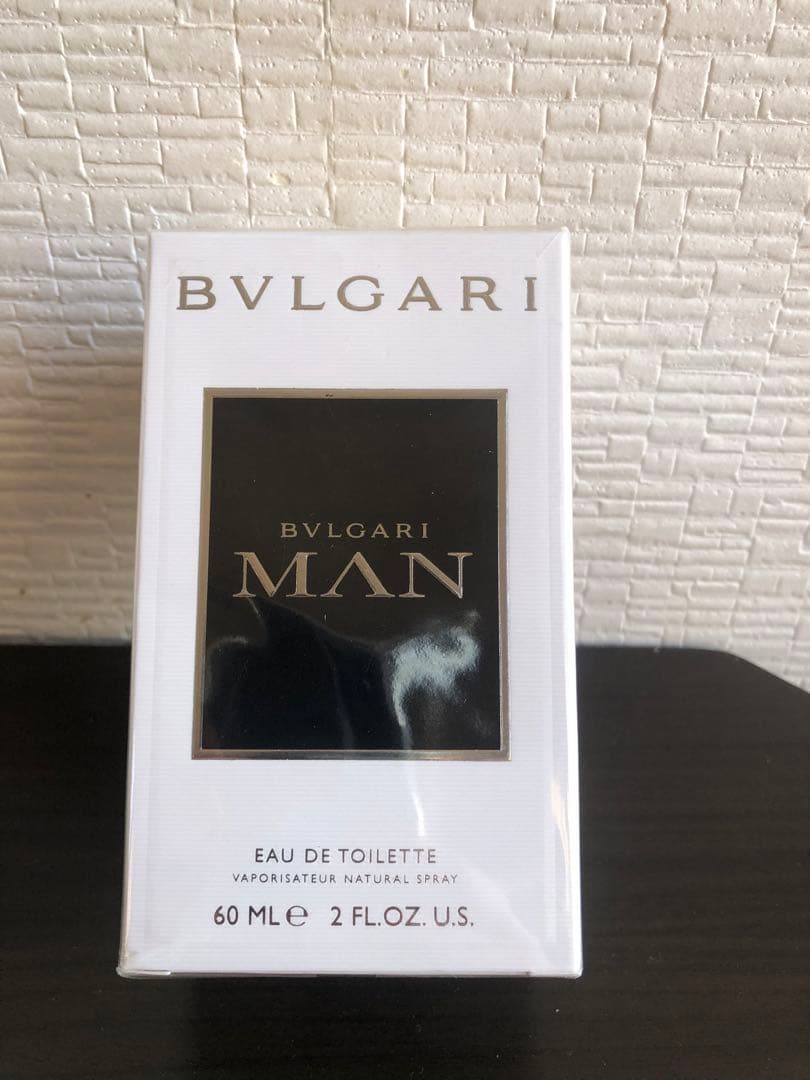 BVLGARI
BVLGARI
MAN
EAU DE TOILETTE
VAPORISATEUR NATURAL SPRAY
60 ML ℮ 2 FL.OZ. U.S.